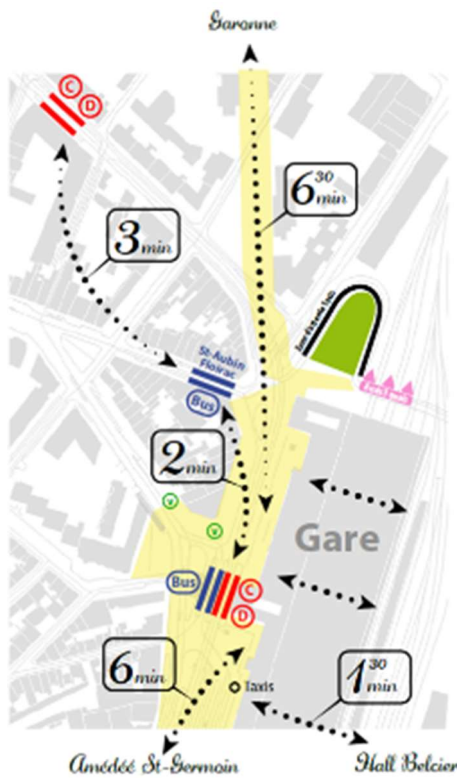 Garonne
C
D
6 30 min
3 min
St-Aubin
Floirac
Bus
2 min
v
v
Gare
Bus
C
D
6 min
Taxis
1 30 min
Amédéé St-Germain
Hall Belcier